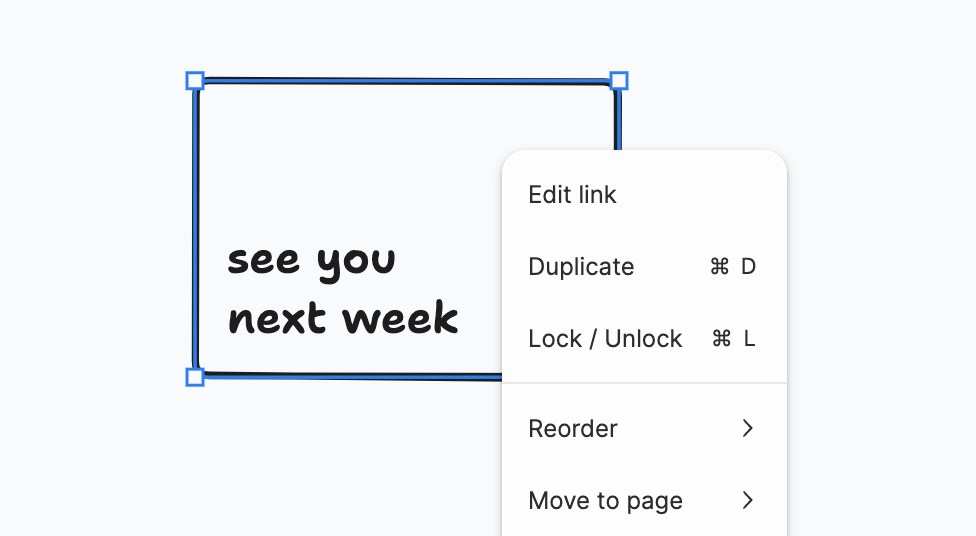 see you
next week
Edit link
Duplicate ⌘ D
Lock / Unlock ⌘ L
Reorder
Move to page